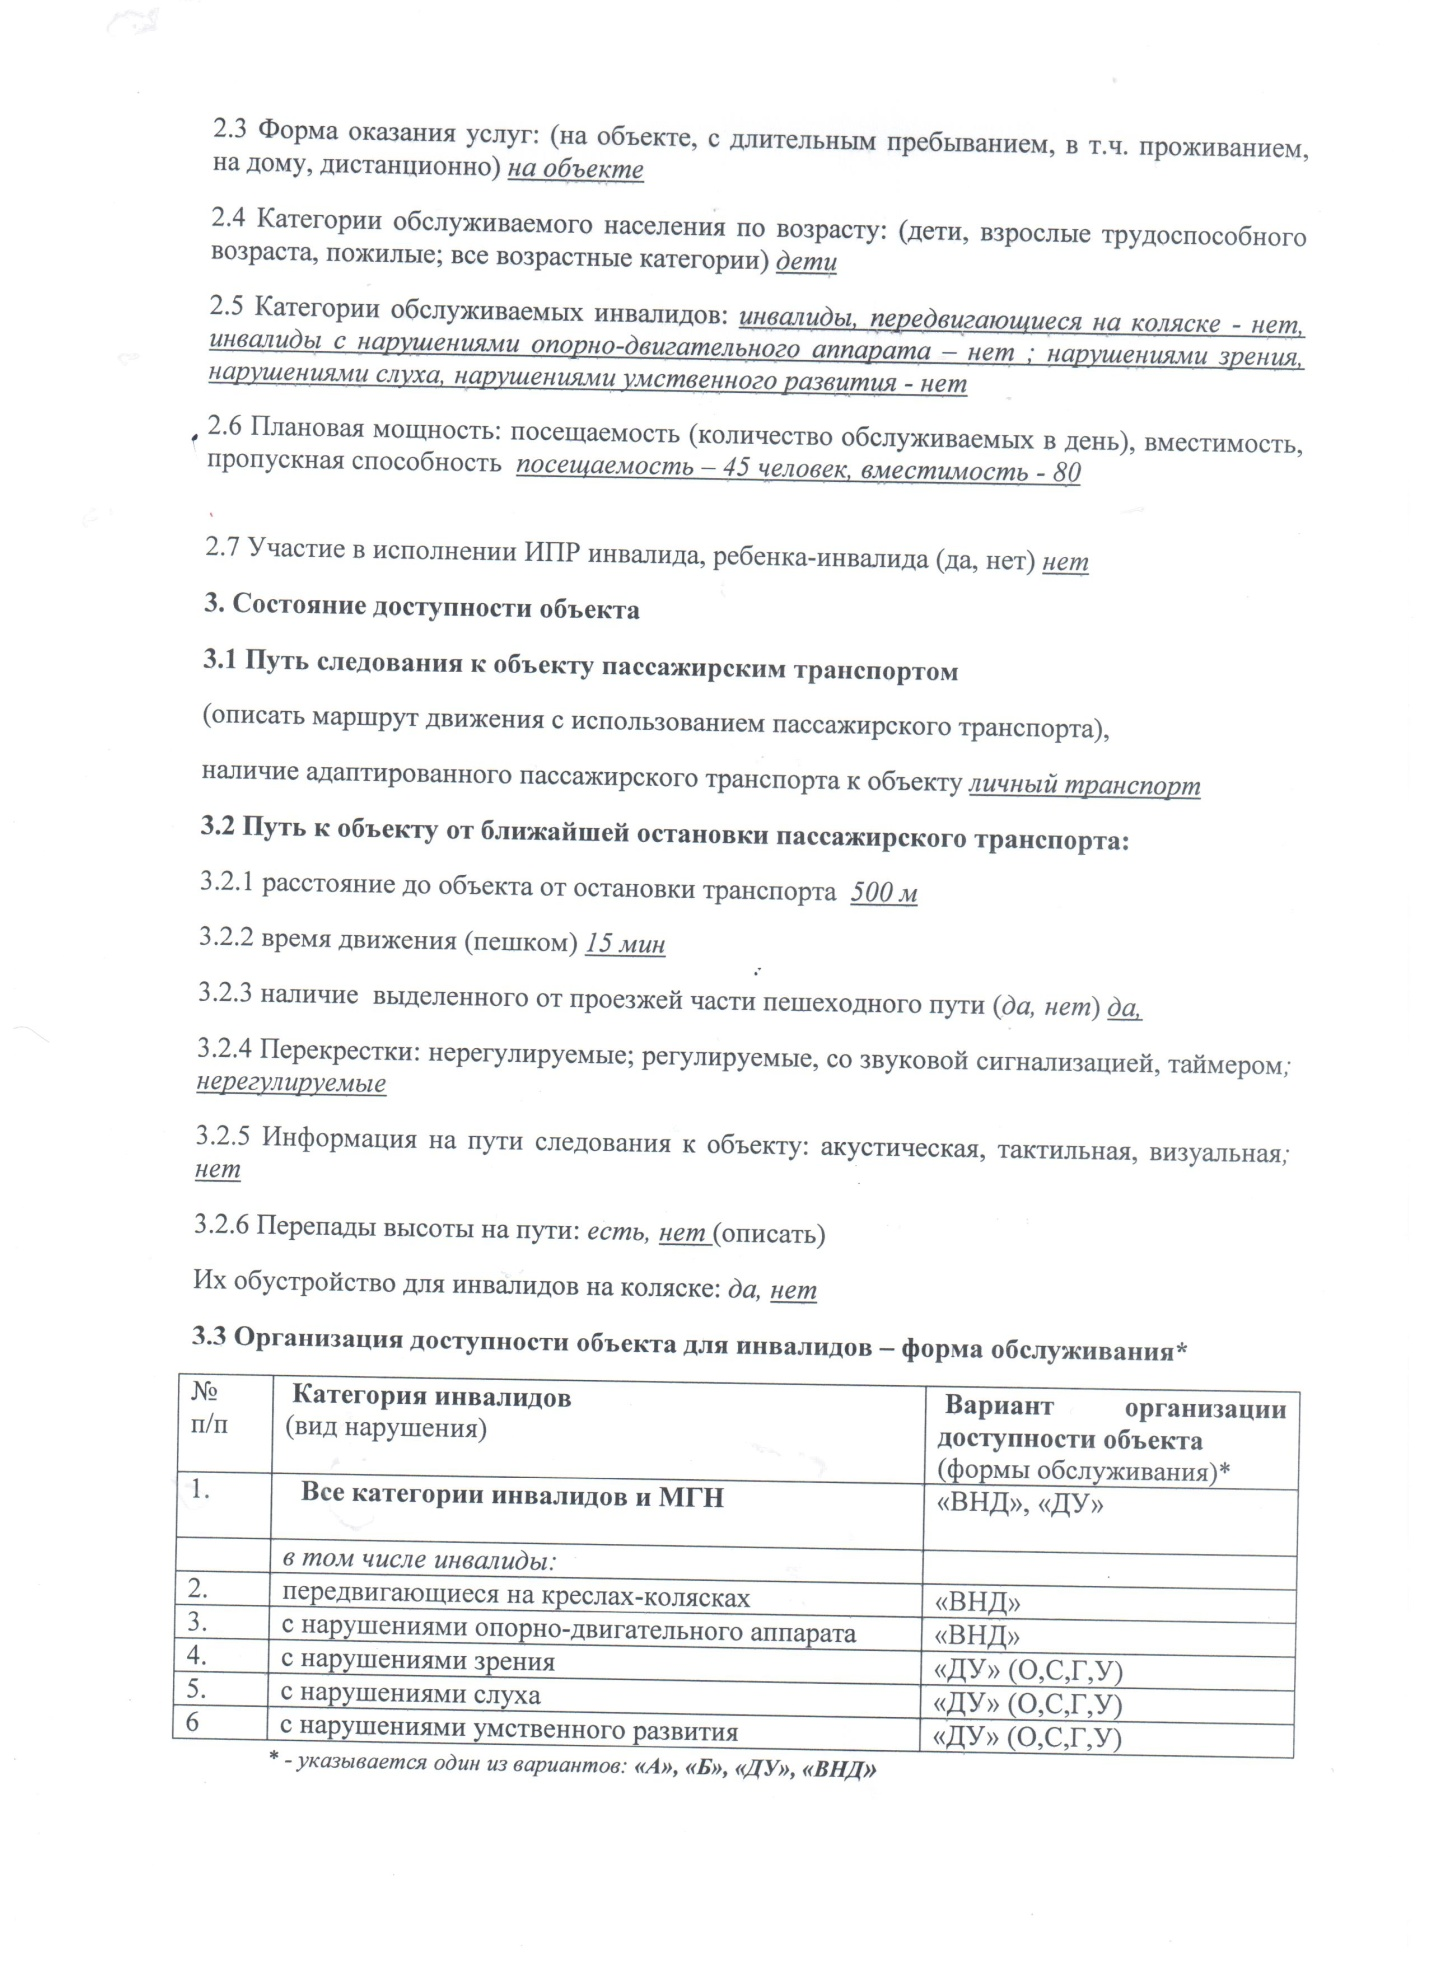 2.3 Форма оказания услуг: (на объекте, с длительным пребыванием, в т.ч. проживанием,
на дому, дистанционно) на объекте
2.4 Категории обслуживаемого населения по возрасту: (дети, взрослые трудоспособного
возраста, пожилые; все возрастные категории) дети
2.5 Категории обслуживаемых инвалидов: инвалиды, передвигающиеся на коляске - нет,
инвалиды с нарушениями опорно-двигательного аппарата – нет ; нарушениями зрения,
нарушениями слуха, нарушениями умственного развития - нет
2.6 Плановая мощность: посещаемость (количество обслуживаемых в день), вместимость,
пропускная способность посещаемость – 45 человек, вместимость - 80
2.7 Участие в исполнении ИПР инвалида, ребенка-инвалида (да, нет) нет
3. Состояние доступности объекта
3.1 Путь следования к объекту пассажирским транспортом
(описать маршрут движения с использованием пассажирского транспорта),
наличие адаптированного пассажирского транспорта к объекту личный транспорт
3.2 Путь к объекту от ближайшей остановки пассажирского транспорта:
3.2.1 расстояние до объекта от остановки транспорта 500 м
3.2.2 время движения (пешком) 15 мин
3.2.3 наличие выделенного от проезжей части пешеходного пути (да, нет) да,
3.2.4 Перекрестки: нерегулируемые; регулируемые, со звуковой сигнализацией, таймером;
нерегулируемые
3.2.5 Информация на пути следования к объекту: акустическая, тактильная, визуальная;
нет
3.2.6 Перепады высоты на пути: есть, нет (описать)
Их обустройство для инвалидов на коляске: да, нет
3.3 Организация доступности объекта для инвалидов – форма обслуживания*
№ Категория инвалидов Вариант организации
п/п (вид нарушения) доступности объекта
(формы обслуживания)*
1. Все категории инвалидов и МГН «ВНД», «ДУ»
в том числе инвалиды:
2. передвигающиеся на креслах-колясках «ВНД»
3. с нарушениями опорно-двигательного аппарата «ВНД»
4. с нарушениями зрения «ДУ» (О,С,Г,У)
5. с нарушениями слуха «ДУ» (О,С,Г,У)
6 с нарушениями умственного развития «ДУ» (О,С,Г,У)
* - указывается один из вариантов: «А», «Б», «ДУ», «ВНД»